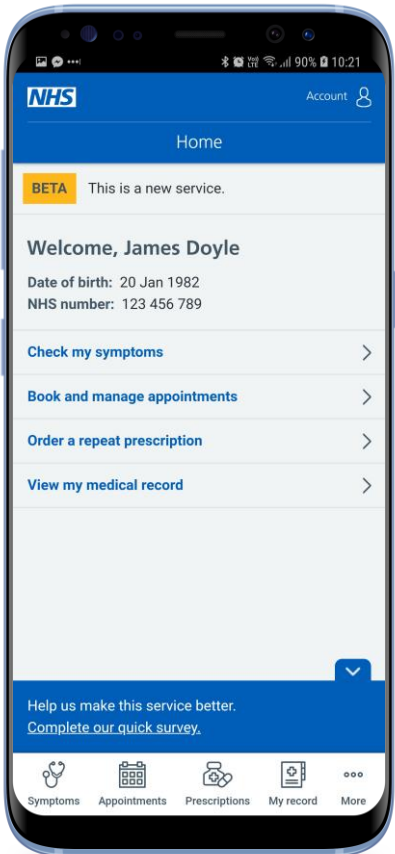 VoI) LTE 90% 10:21
NHS
Account
Home
BETA This is a new service.
Welcome, James Doyle
Date of birth: 20 Jan 1982
NHS number: 123 456 789
Check my symptoms
Book and manage appointments
Order a repeat prescription
View my medical record
Help us make this service better.
Complete our quick survey.
Symptoms Appointments Prescriptions My record More